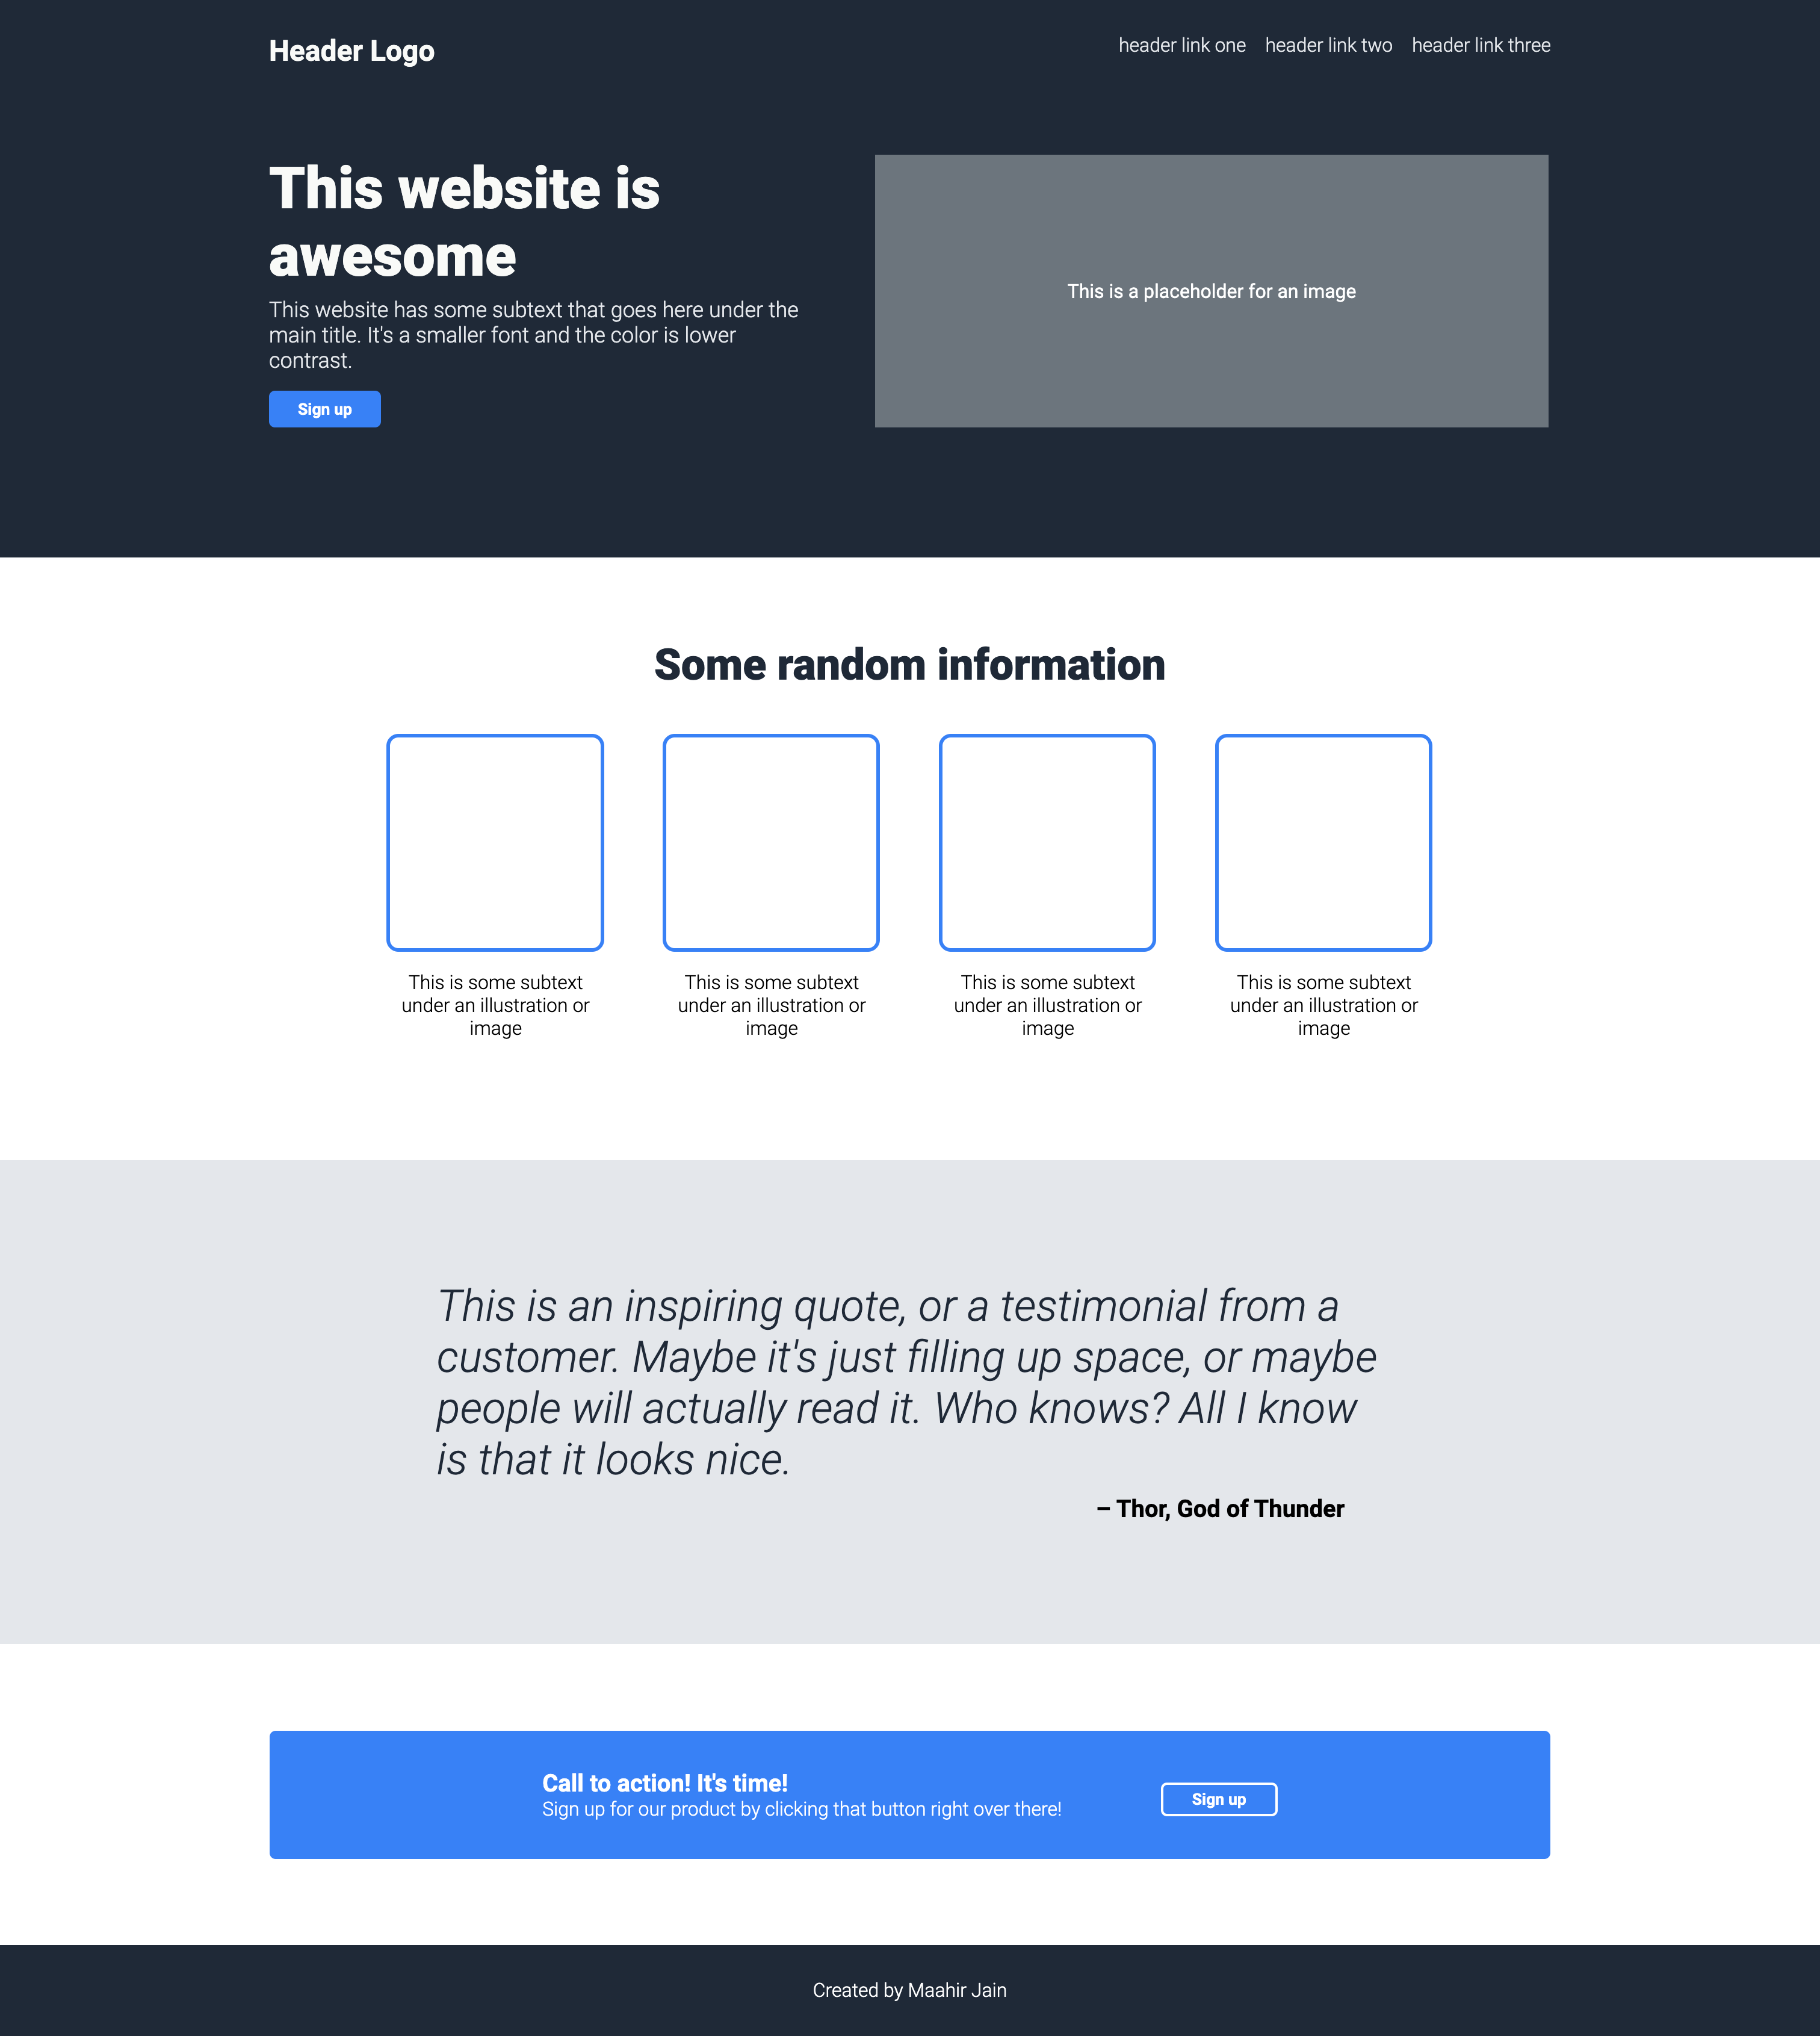 Header Logo
header link one
header link two
header link three
This website is
awesome
This website has some subtext that goes here under the
main title. It's a smaller font and the color is lower
contrast.
Sign up
This is a placeholder for an image
Some random information
This is some subtext
under an illustration or
image
This is some subtext
under an illustration or
image
This is some subtext
under an illustration or
image
This is some subtext
under an illustration or
image
This is an inspiring quote, or a testimonial from a
customer. Maybe it's just filling up space, or maybe
people will actually read it. Who knows? All I know
is that it looks nice.
– Thor, God of Thunder
Call to action! It's time!
Sign up for our product by clicking that button right over there!
Sign up
Created by Maahir Jain